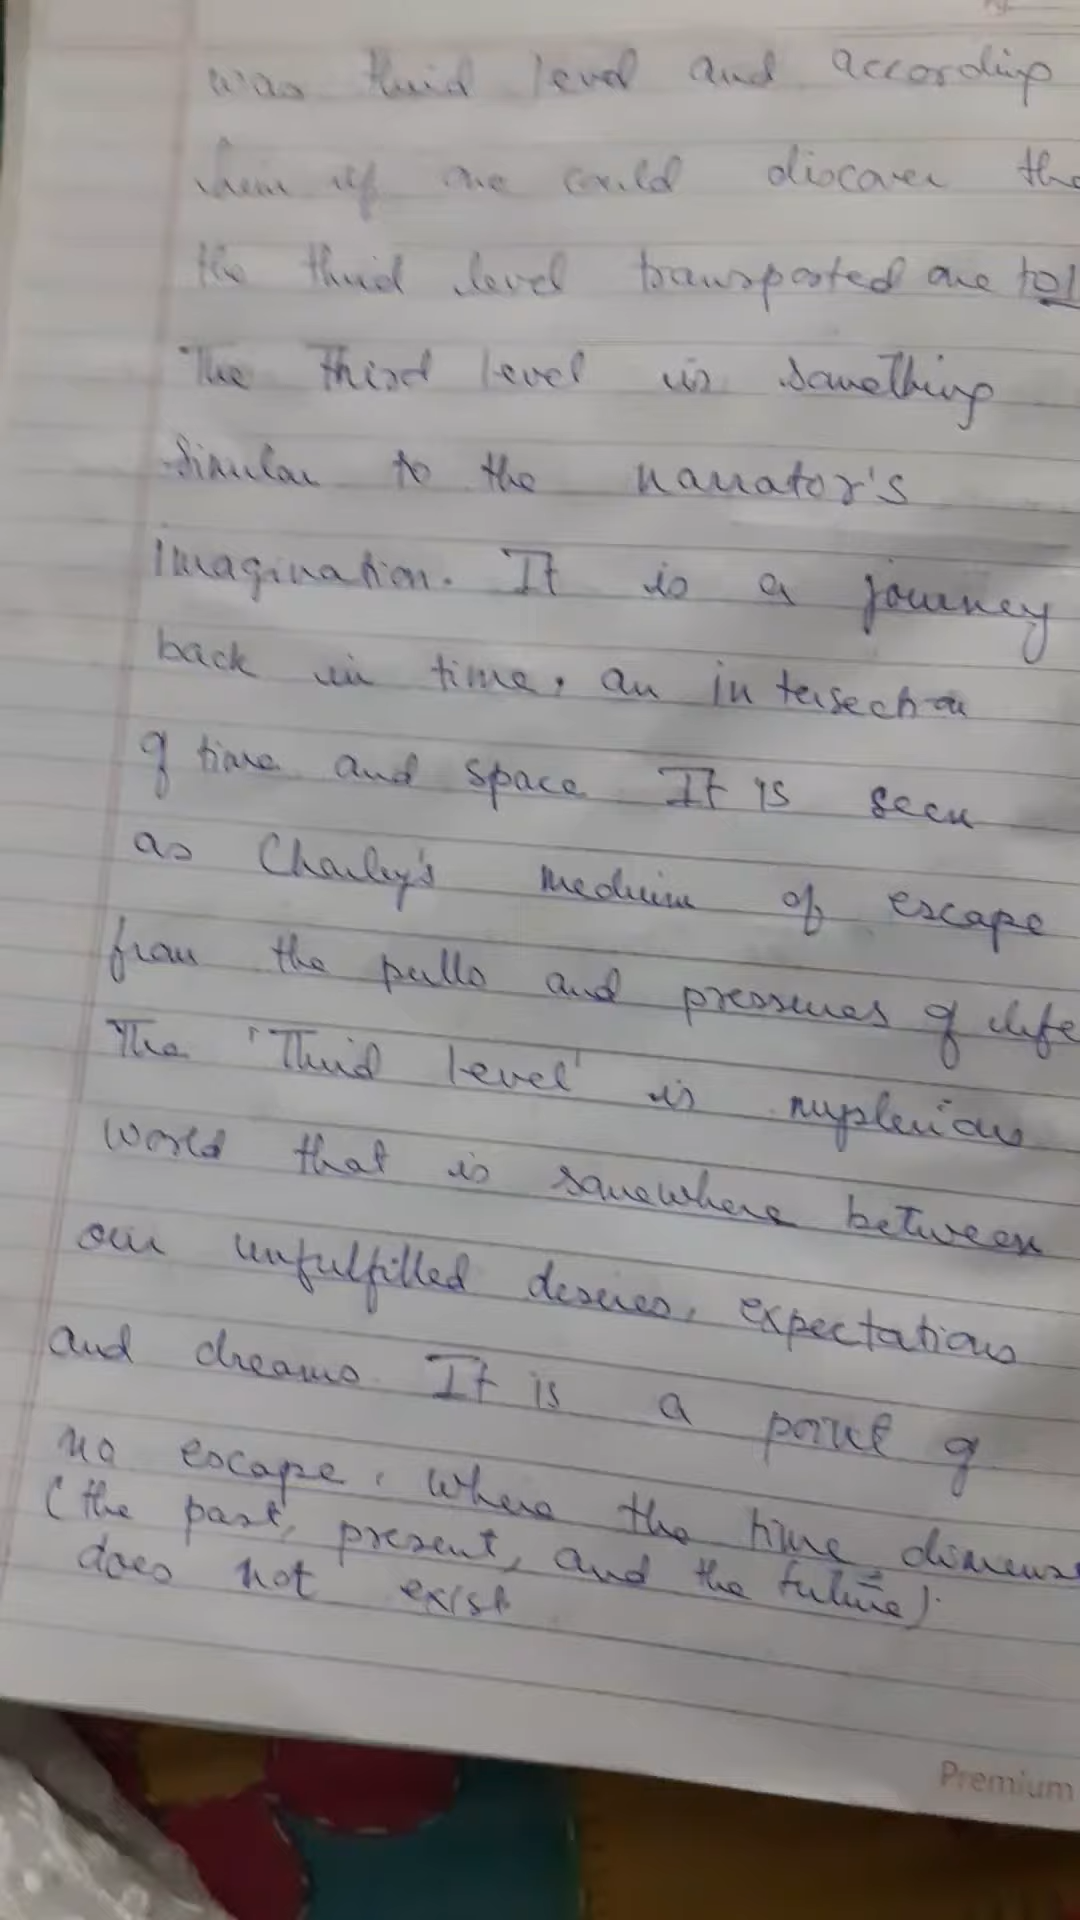 was third level and according
him if one could discover the
the third level transported one to
The third level is something
Similar to the narrator's
imagination. It is a journey
back in time, an intersection
of time and space It is seen
as Charley's medium of escape
from the pulls and pressures of life
The 'Third level' is
world that is somewhere between
our unfulfilled desires, expectations
and dreams. It is a point of
no escape, where the time
(the past, present, and the future)
does not exist
Premium